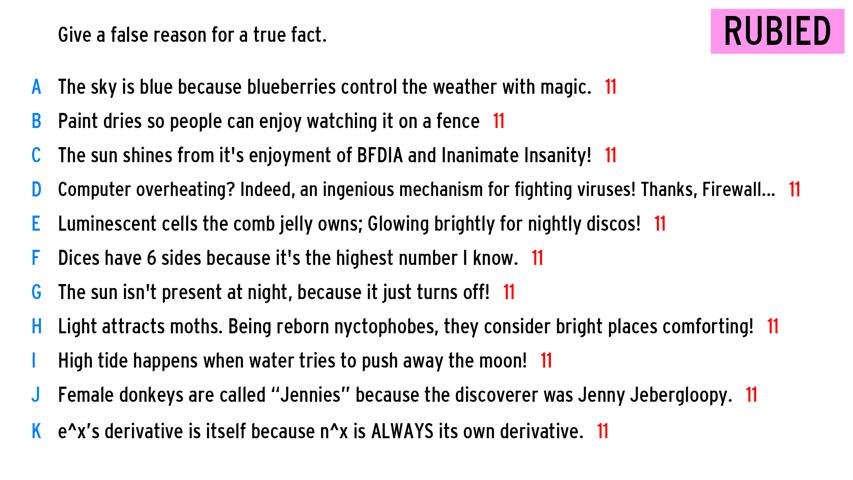 Give a false reason for a true fact.
RUBIED
A The sky is blue because blueberries control the weather with magic. 11
B Paint dries so people can enjoy watching it on a fence 11
C The sun shines from it's enjoyment of BFDIA and Inanimate Insanity! 11
D Computer overheating? Indeed, an ingenious mechanism for fighting viruses! Thanks, Firewall... 11
E Luminescent cells the comb jelly owns; Glowing brightly for nightly discos! 11
F Dices have 6 sides because it's the highest number I know. 11
G The sun isn't present at night, because it just turns off! 11
H Light attracts moths. Being reborn nyctophobes, they consider bright places comforting! 11
I High tide happens when water tries to push away the moon! 11
J Female donkeys are called “Jennies” because the discoverer was Jenny Jebergloopy. 11
K e^x’s derivative is itself because n^x is ALWAYS its own derivative. 11